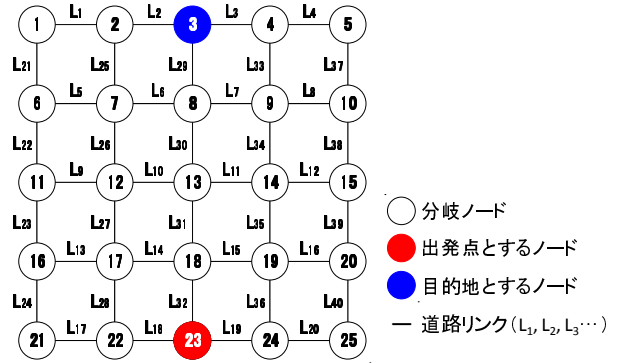 L1 L2 L3 L4
1 2 3 4 5
L21 L25 L29 L33 L37
L5 L6 L7 L8
6 7 8 9 10
L22 L26 L30 L34 L38
L9 L10 L11 L12
11 12 13 14 15
L23 L27 L31 L35 L39
L13 L14 L15 L16
16 17 18 19 20
L24 L28 L32 L36 L40
L17 L18 L19 L20
21 22 23 24 25
分岐ノード
出発点とするノード
目的地とするノード
道路リンク(L1, L2, L3…)